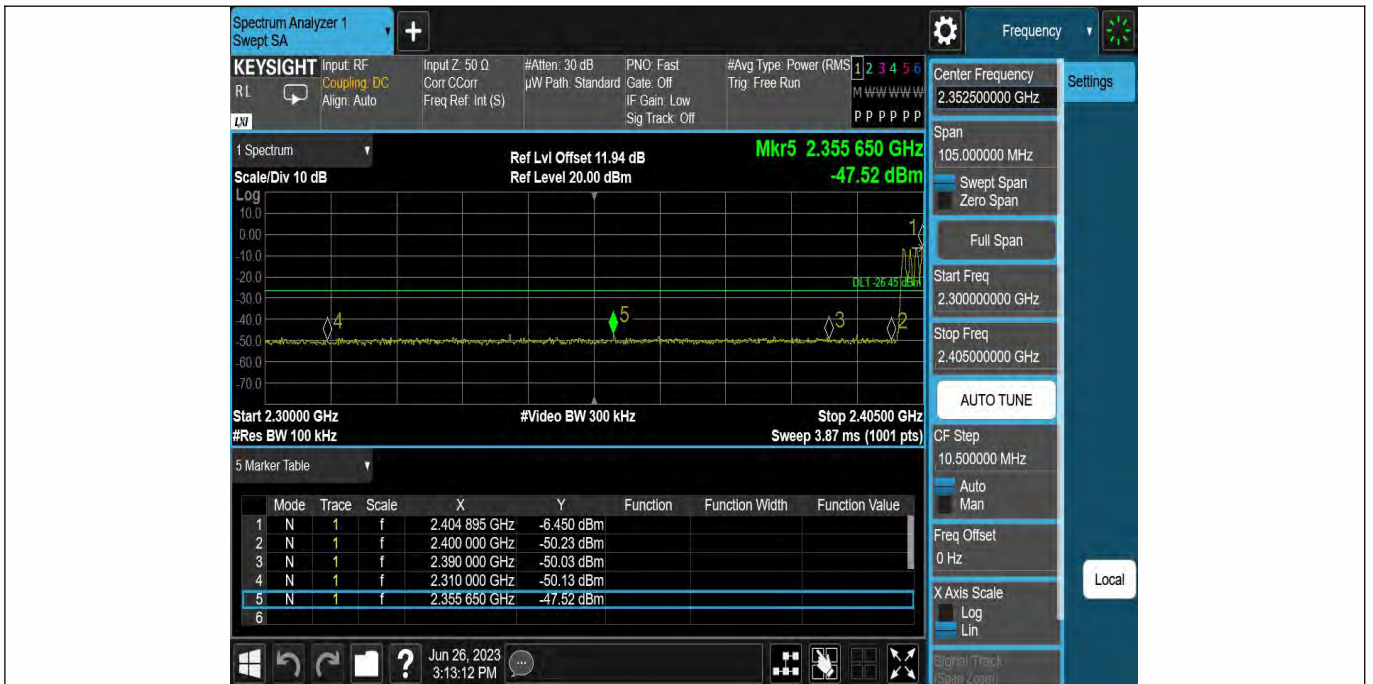 Spectrum Analyzer 1
Swept SA
+
Frequency
KEYSIGHT
RL
LXI
Input: RF
Coupling: DC
Align: Auto
Input Z: 50 Ω
Corr CCorr
Freq Ref: Int (S)
#Atten: 30 dB
µW Path: Standard
PNO: Fast
Gate: Off
IF Gain: Low
Sig Track: Off
#Avg Type: Power (RMS
Trig: Free Run
1 2 3 4 5 6
M W W W W W
P P P P P P
1 Spectrum
Scale/Div 10 dB
Ref Lvl Offset 11.94 dB
Ref Level 20.00 dBm
Mkr5 2.355 650 GHz
-47.52 dBm
Log
10.0
0.00
-10.0
-20.0
-30.0
-40.0
-50.0
-60.0
-70.0
1
DL1 -26.45 dBm
4
5
3
2
Start 2.30000 GHz
#Video BW 300 kHz
Stop 2.40500 GHz
#Res BW 100 kHz
Sweep 3.87 ms (1001 pts)
5 Marker Table
Mode Trace Scale X Y Function Function Width Function Value
1 N 1 f 2.404 895 GHz -6.450 dBm
2 N 1 f 2.400 000 GHz -50.23 dBm
3 N 1 f 2.390 000 GHz -50.03 dBm
4 N 1 f 2.310 000 GHz -50.13 dBm
5 N 1 f 2.355 650 GHz -47.52 dBm
6
?
Jun 26, 2023
3:13:12 PM
Center Frequency
2.352500000 GHz
Settings
Span
105.000000 MHz
Swept Span
Zero Span
Full Span
Start Freq
2.300000000 GHz
Stop Freq
2.405000000 GHz
AUTO TUNE
CF Step
10.500000 MHz
Auto
Man
Freq Offset
0 Hz
X Axis Scale
Log
Lin
Signal Track
(Span Zoom)
Local